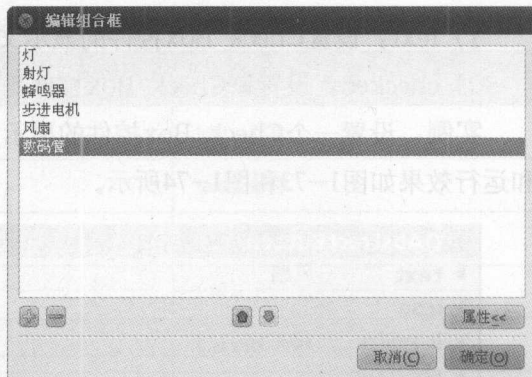 编辑组合框
灯
射灯
蜂鸣器
步进电机
风扇
数码管
属性<<
取消(C)
确定(O)